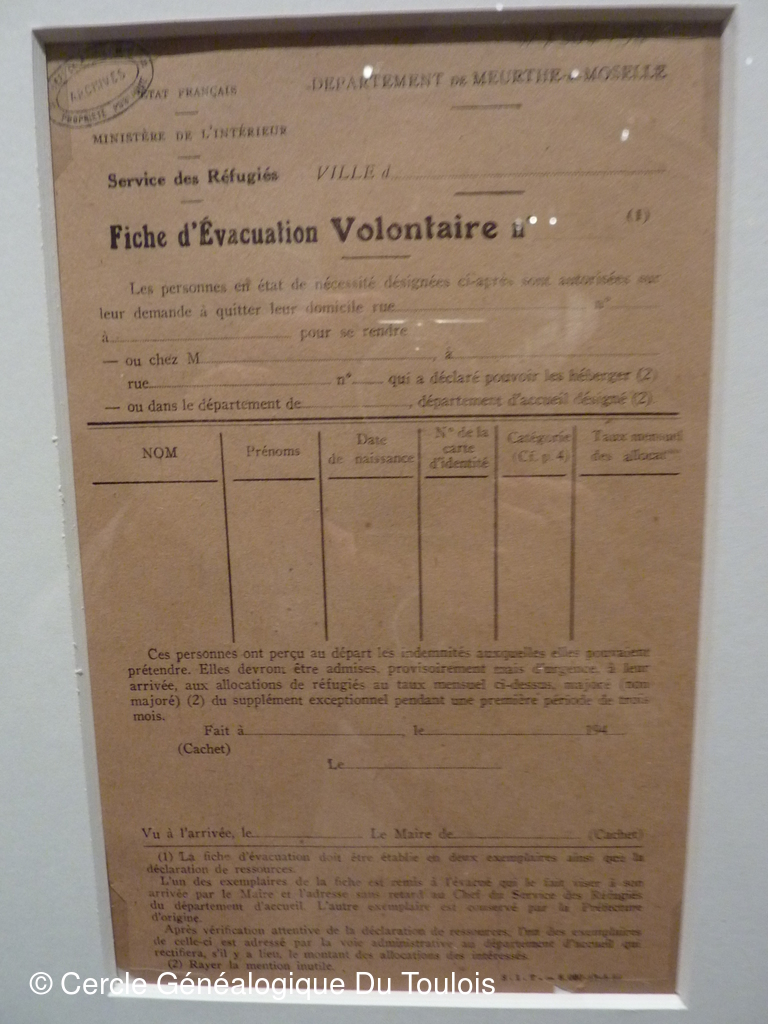 ARCHIVES
ÉTAT FRANÇAIS
DÉPARTEMENT DE MEURTHE-&-MOSELLE
MINISTÈRE DE L'INTÉRIEUR
Service des Réfugiés
VILLE d
Fiche d'Évacuation Volontaire n° (1)
Les personnes en état de nécessité désignées ci-après sont autorisées sur
leur demande à quitter leur domicile rue n°
à pour se rendre
— ou chez M , à
rue n° qui a déclaré pouvoir les héberger (2)
— ou dans le département de , département d'accueil désigné (2)
NOM
Prénoms
Date
de naissance
N° de la
carte
d'identité
Catégorie
(Cf. p. 4)
Taux mensuel
des allocat
Ces personnes ont perçu au départ les indemnités auxquelles elles pouvaient
prétendre. Elles devront être admises, provisoirement mais d'urgence, à leur
arrivée, aux allocations de réfugiés au taux mensuel ci-dessus, majoré (non
majoré) (2) du supplément exceptionnel pendant une première période de trois
mois.
Fait à , le 194
(Cachet)
Le
Vu à l'arrivée, le Le Maire de (Cachet)
(1) La fiche d'évacuation doit être établie en deux exemplaires ainsi que la
déclaration de ressources.
L'un des exemplaires de la fiche est remis à l'évacué qui le fait viser à son
arrivée par le Maire et l'adresse sans retard au Chef du Service des Réfugiés
du département d'accueil. L'autre exemplaire est conservé par la Préfecture
d'origine.
Après vérification attentive de la déclaration de ressources, l'un des exemplaires
de celle-ci est adressé par la voie administrative au département d'accueil qui
rectifiera, s'il y a lieu, le montant des allocations des intéressés.
(2) Rayer la mention inutile.
© Cercle Généalogique Du Toulois